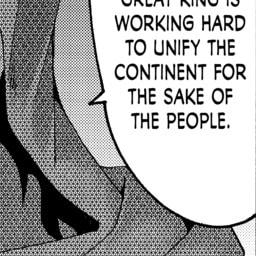 GREAT KING IS
WORKING HARD
TO UNIFY THE
CONTINENT FOR
THE SAKE OF
THE PEOPLE.